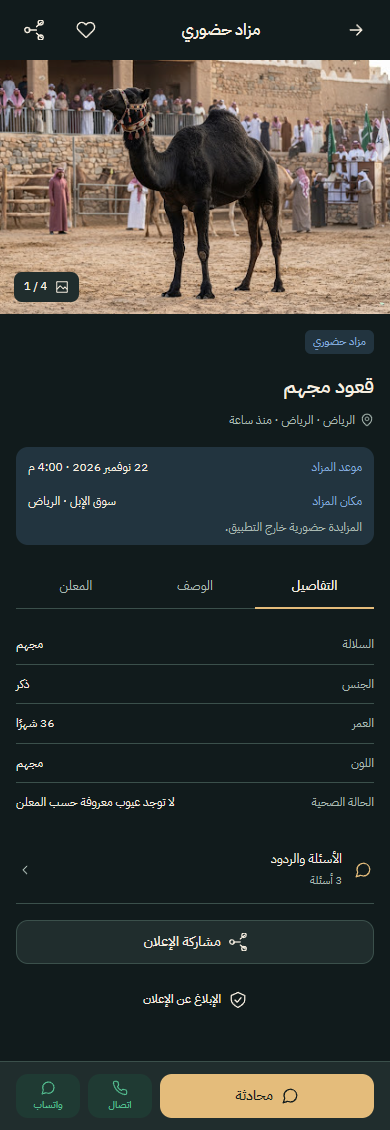 مزاد حضوري
1 / 4
مزاد حضوري
قعود مجهم
الرياض · الرياض · منذ ساعة
موعد المزاد 22 نوفمبر 2026 · 4:00 م
مكان المزاد سوق الإبل · الرياض
المزايدة حضورية خارج التطبيق.
التفاصيل الوصف المعلن
السلالة مجهم
الجنس ذكر
العمر 36 شهرًا
اللون مجهم
الحالة الصحية لا توجد عيوب معروفة حسب المعلن
الأسئلة والردود
3 أسئلة
مشاركة الإعلان
الإبلاغ عن الإعلان
محادثة اتصال واتساب